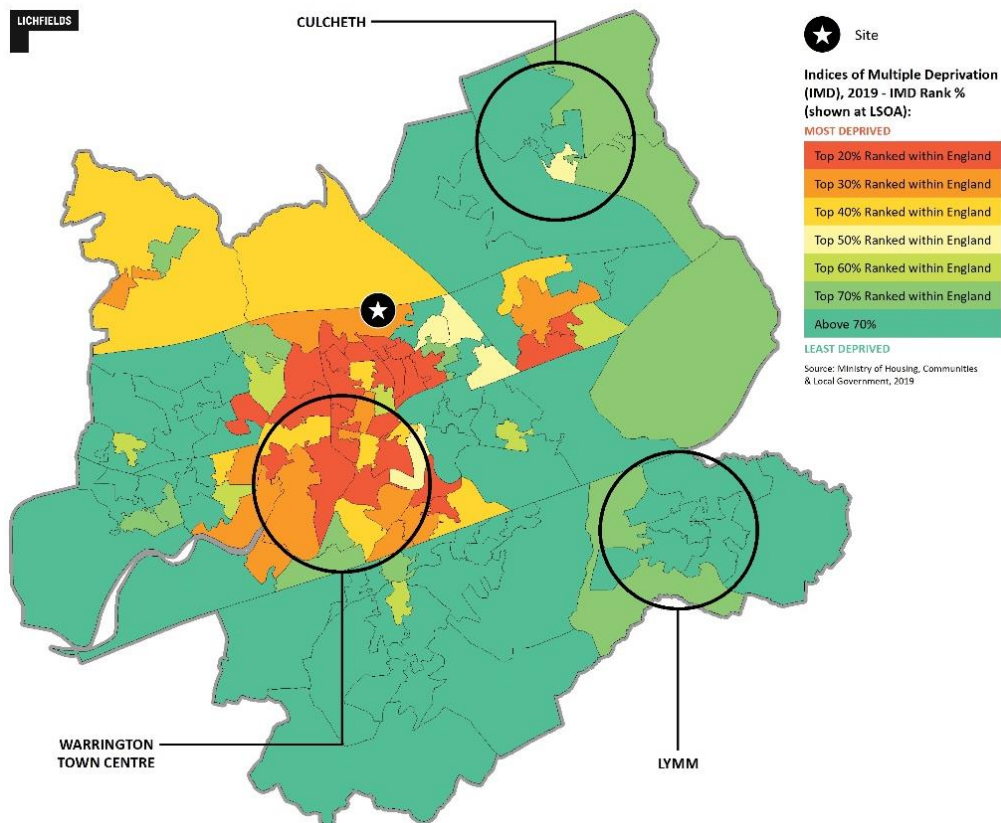 LICHFIELDS
CULCHETH
Site
Indices of Multiple Deprivation
(IMD), 2019 - IMD Rank %
(shown at LSOA):
MOST DEPRIVED
Top 20% Ranked within England
Top 30% Ranked within England
Top 40% Ranked within England
Top 50% Ranked within England
Top 60% Ranked within England
Top 70% Ranked within England
Above 70%
LEAST DEPRIVED
Source: Ministry of Housing, Communities
& Local Government, 2019
WARRINGTON
TOWN CENTRE
LYMM